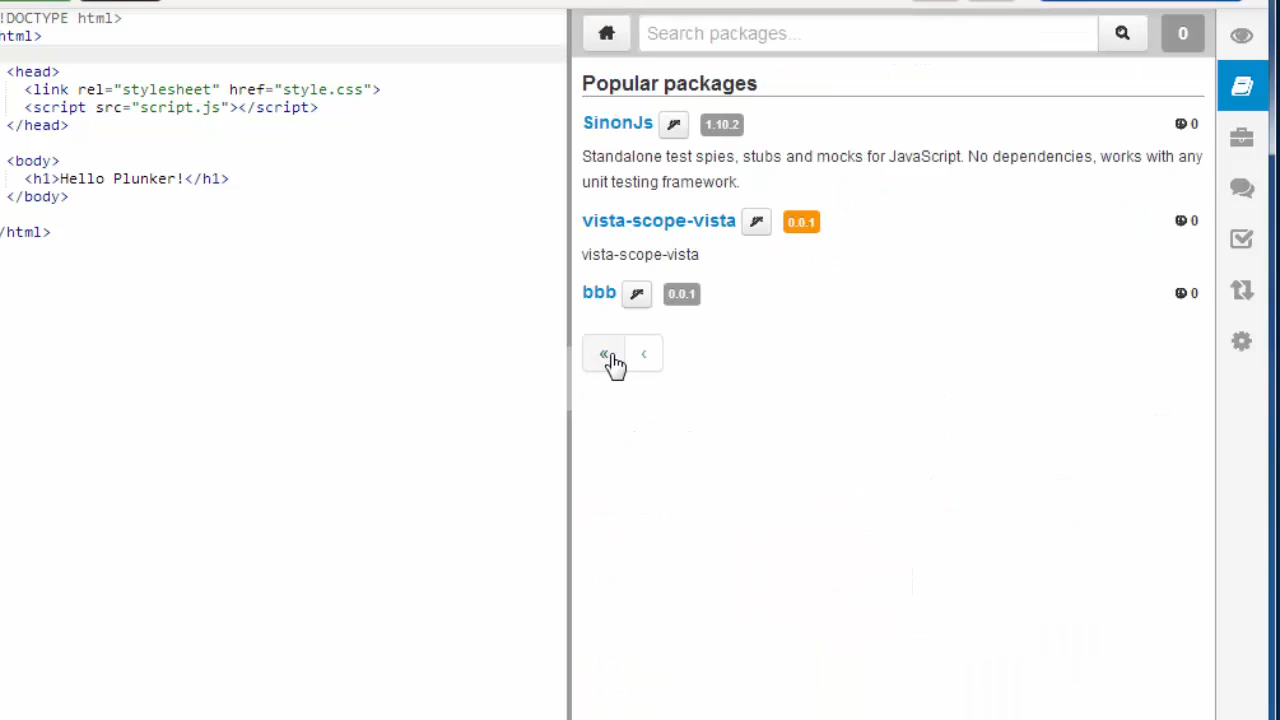 !DOCTYPE html>
html>
<head>
<link rel="stylesheet" href="style.css">
<script src="script.js"></script>
</head>
<body>
<h1>Hello Plunker!</h1>
</body>
/html>
Search packages...
0
Popular packages
SinonJs 1.10.2 0
Standalone test spies, stubs and mocks for JavaScript. No dependencies, works with any
unit testing framework.
vista-scope-vista 0.0.1 0
vista-scope-vista
bbb 0.0.1 0
« ‹